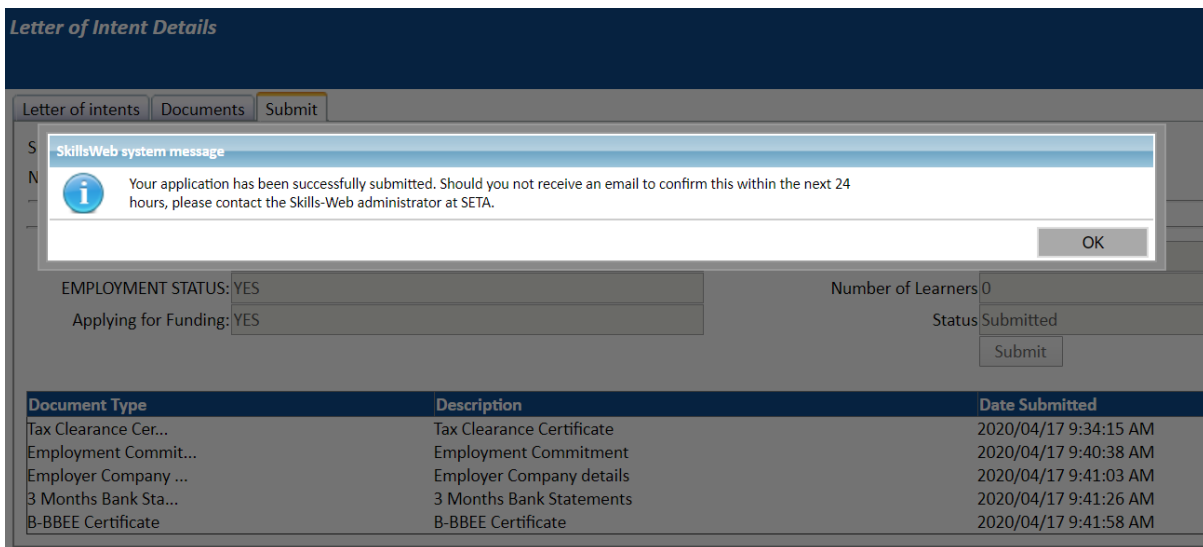 Letter of Intent Details
Letter of intents Documents Submit
S
SkillsWeb system message
N
Your application has been successfully submitted. Should you not receive an email to confirm this within the next 24
hours, please contact the Skills-Web administrator at SETA.
OK
EMPLOYMENT STATUS: YES Number of Learners 0
Applying for Funding: YES Status Submitted
Submit
Document Type Description Date Submitted
Tax Clearance Cer... Tax Clearance Certificate 2020/04/17 9:34:15 AM
Employment Commit... Employment Commitment 2020/04/17 9:40:38 AM
Employer Company ... Employer Company details 2020/04/17 9:41:03 AM
3 Months Bank Sta... 3 Months Bank Statements 2020/04/17 9:41:26 AM
B-BBEE Certificate B-BBEE Certificate 2020/04/17 9:41:58 AM